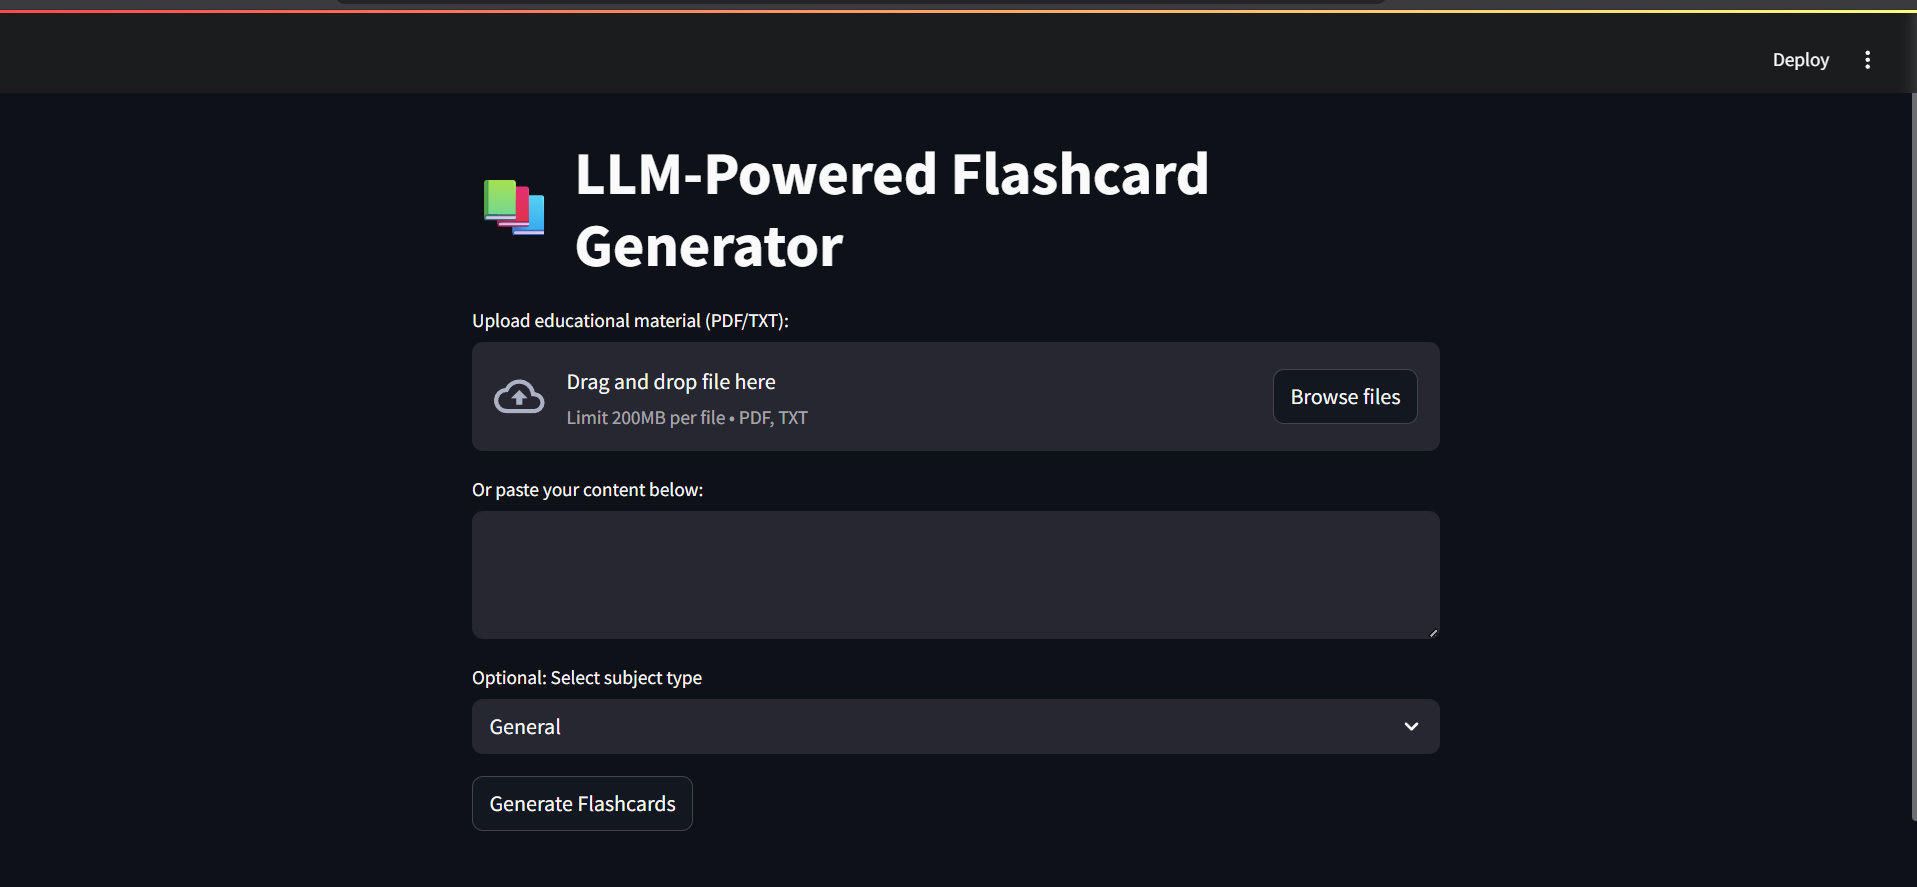 Deploy
LLM-Powered Flashcard
Generator
Upload educational material (PDF/TXT):
Drag and drop file here
Limit 200MB per file • PDF, TXT
Browse files
Or paste your content below:
Optional: Select subject type
General
Generate Flashcards